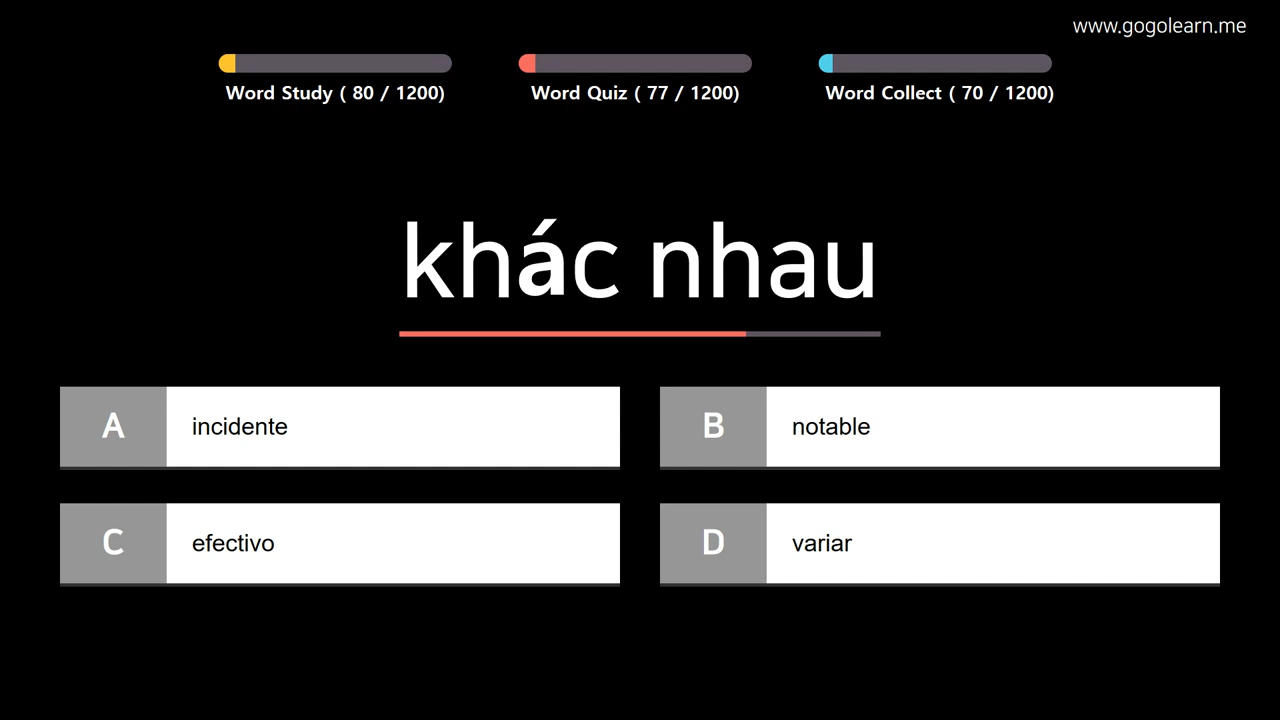 www.gogolearn.me
Word Study ( 80 / 1200)
Word Quiz ( 77 / 1200)
Word Collect ( 70 / 1200)
khác nhau
A incidente
B notable
C efectivo
D variar